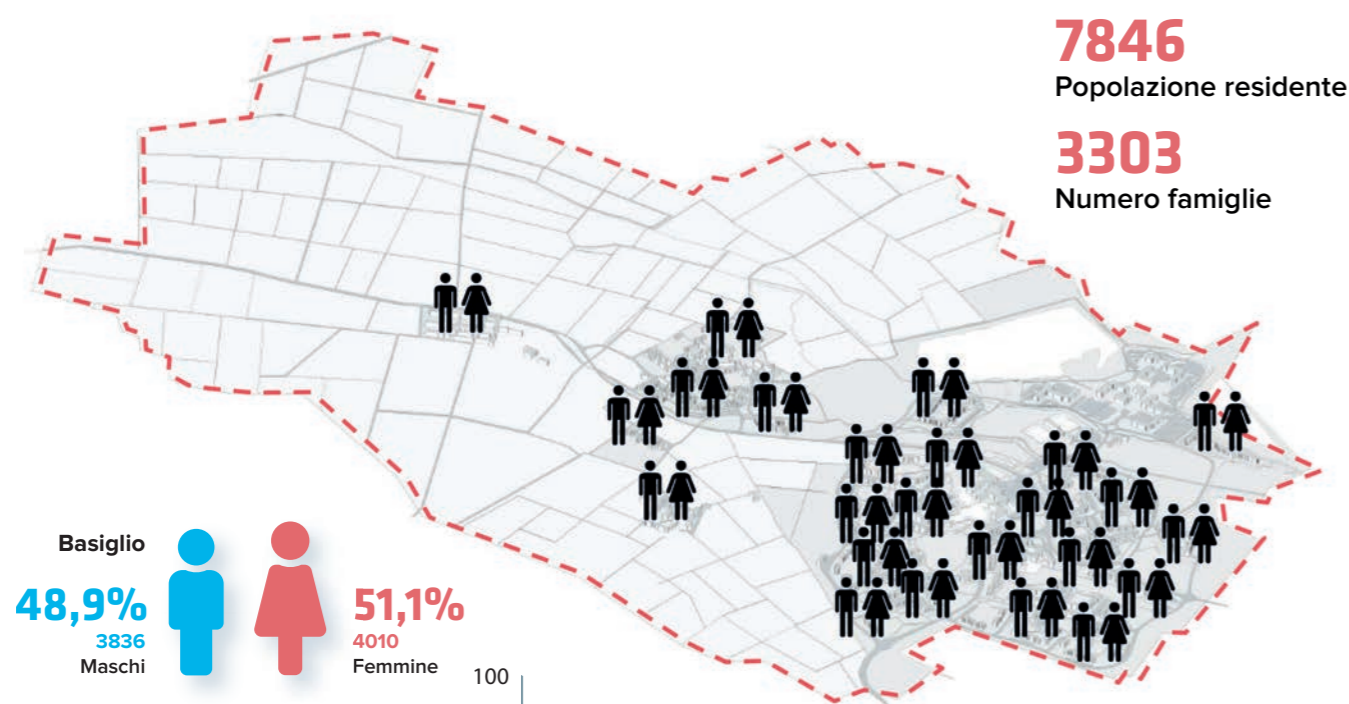 7846
Popolazione residente
3303
Numero famiglie
Basiglio
48,9%
3836
Maschi
51,1%
4010
Femmine
100